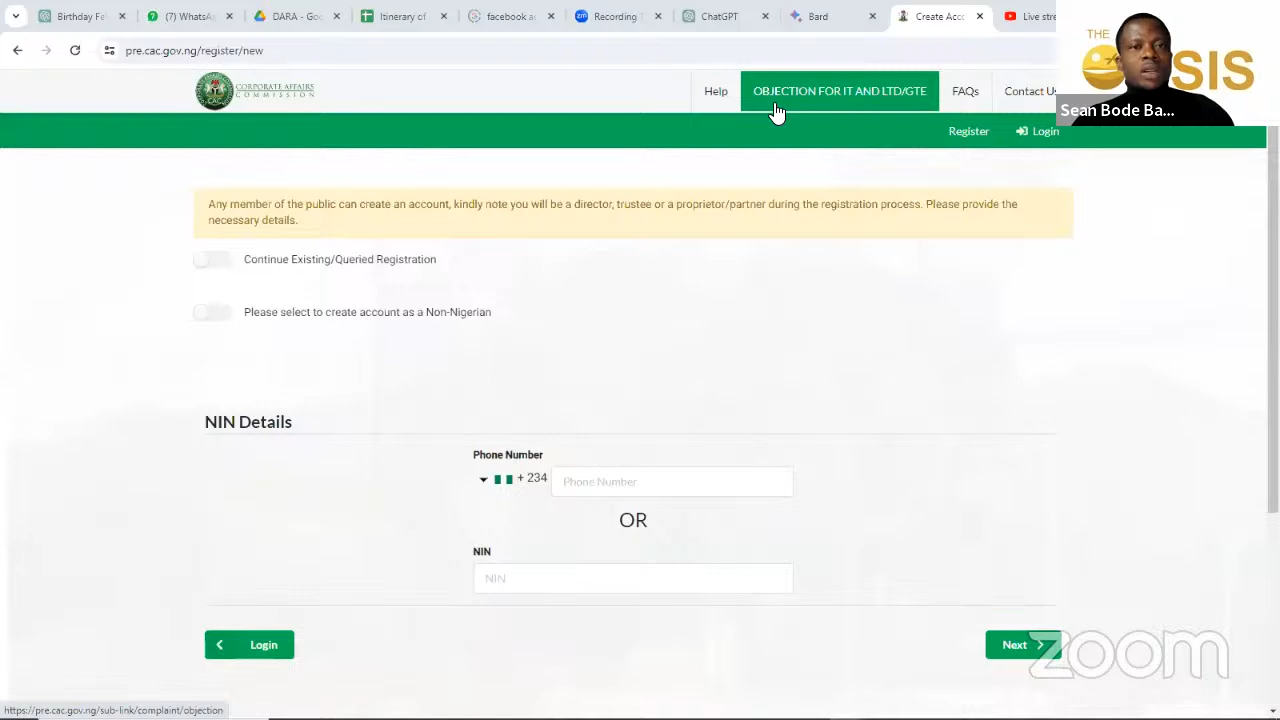 Birthday Fe
(7) WhatsA
DARA - Goo
Itinerary of
facebook a
Recording
ChatGPT
Bard
Create Acc
Live stre
pre.cac.gov.ng/register/new
CORPORATE AFFAIRS
COMMISSION
Help
OBJECTION FOR IT AND LTD/GTE
FAQs
Contact Us
THE
SIS
Sean Bode Ba...
Register
Login
Any member of the public can create an account, kindly note you will be a director, trustee or a proprietor/partner during the registration process. Please provide the
necessary details.
Continue Existing/Queried Registration
Please select to create account as a Non-Nigerian
NIN Details
Phone Number
+ 234
Phone Number
OR
NIN
NIN
Login
Next
zoom
https://pre.cac.gov.ng/sub-link/complaint/objection